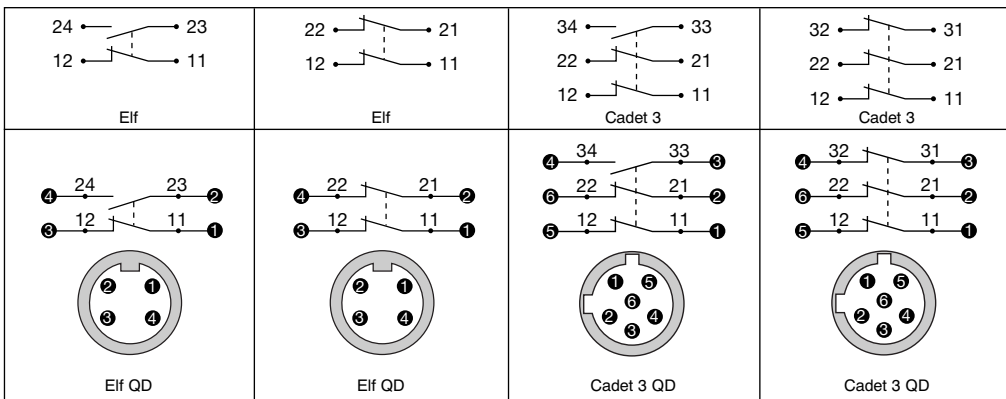 24 23
12 11
Elf
22 21
12 11
Elf
34 33
22 21
12 11
Cadet 3
32 31
22 21
12 11
Cadet 3
4 24 23 2
3 12 11 1
2 1
3 4
Elf QD
4 22 21 2
3 12 11 1
2 1
3 4
Elf QD
4 34 33 3
6 22 21 2
5 12 11 1
1 5
6
2 4
3
Cadet 3 QD
4 32 31 3
6 22 21 2
5 12 11 1
1 5
6
2 4
3
Cadet 3 QD